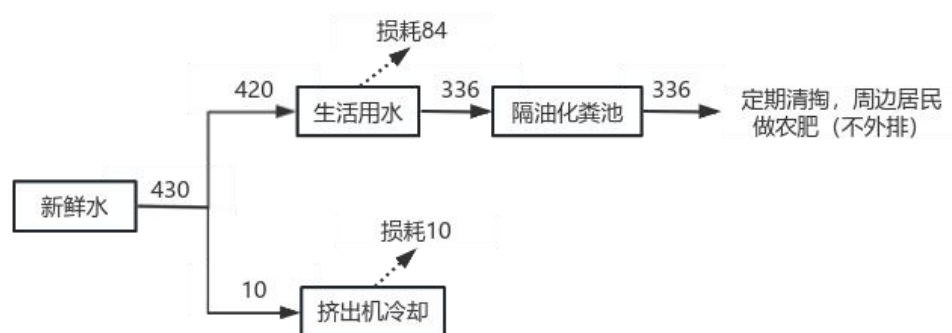 损耗84
420
生活用水
336
隔油化粪池
336
定期清掏，周边居民
做农肥（不外排）
新鲜水
430
损耗10
10
挤出机冷却